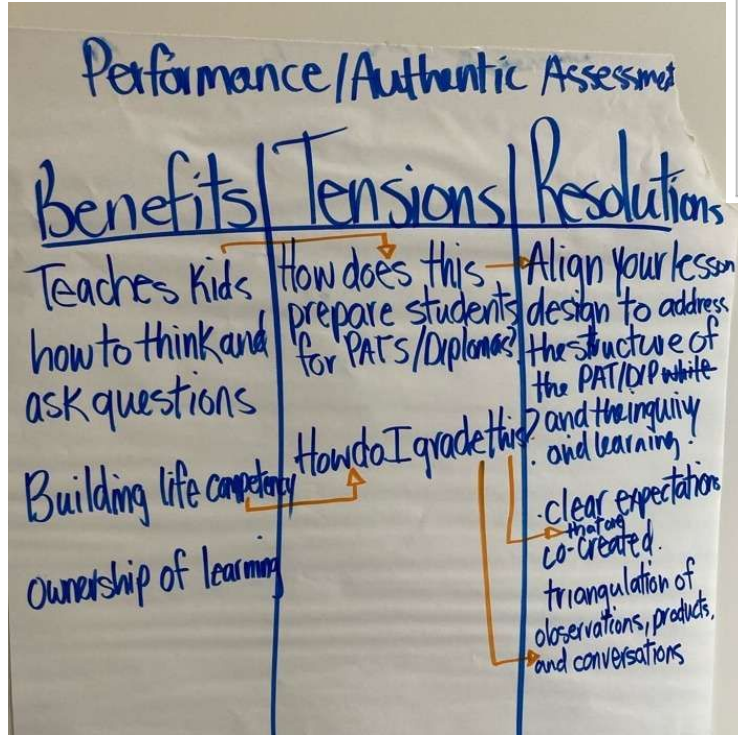 Performance/Authentic Assessment
Benefits
Teaches kids
how to think and
ask questions
Building life competency
ownership of learning
Tensions
How does this
prepare students
for PATS/Diplomas?
How do I grade this?
Resolutions
Align your lesson
design to address
the structure of
the PAT/DIP while
and the inquiry
and learning.
. clear expectations
that are
co-created.
triangulation of
observations, products,
and conversations